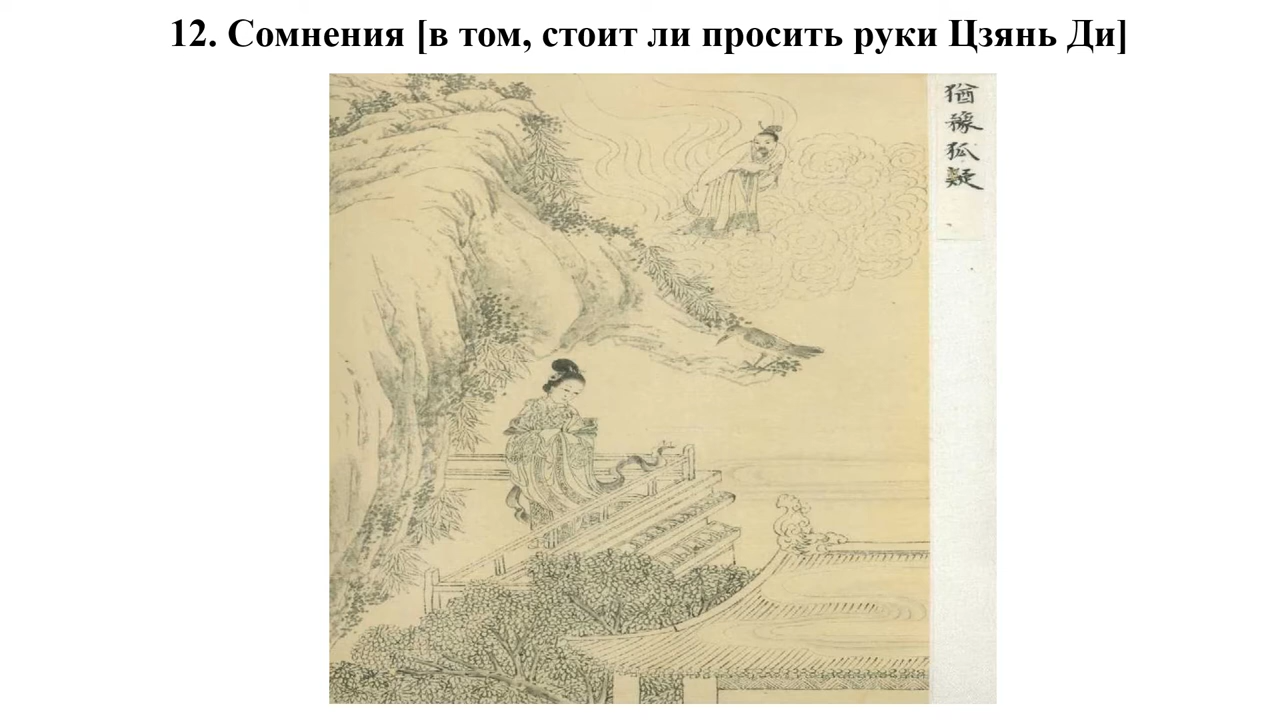 12. Сомнения [в том, стоит ли просить руки Цзянь Ди]
猶豫狐疑